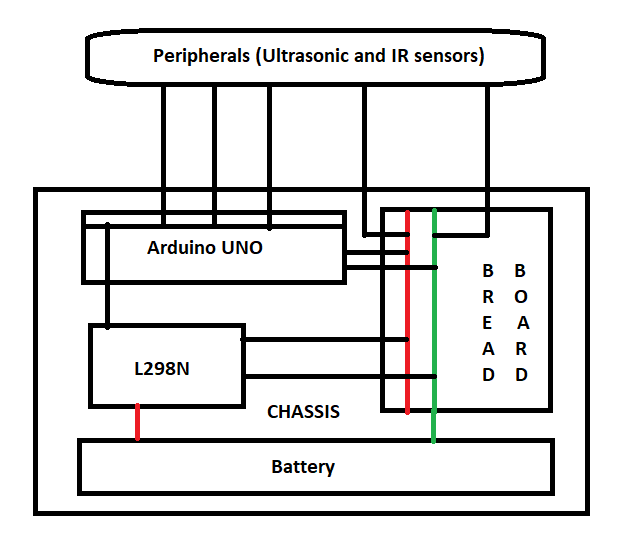 Peripherals (Ultrasonic and IR sensors)
Arduino UNO
B B
R O
E A
A R
D D
L298N
CHASSIS
Battery